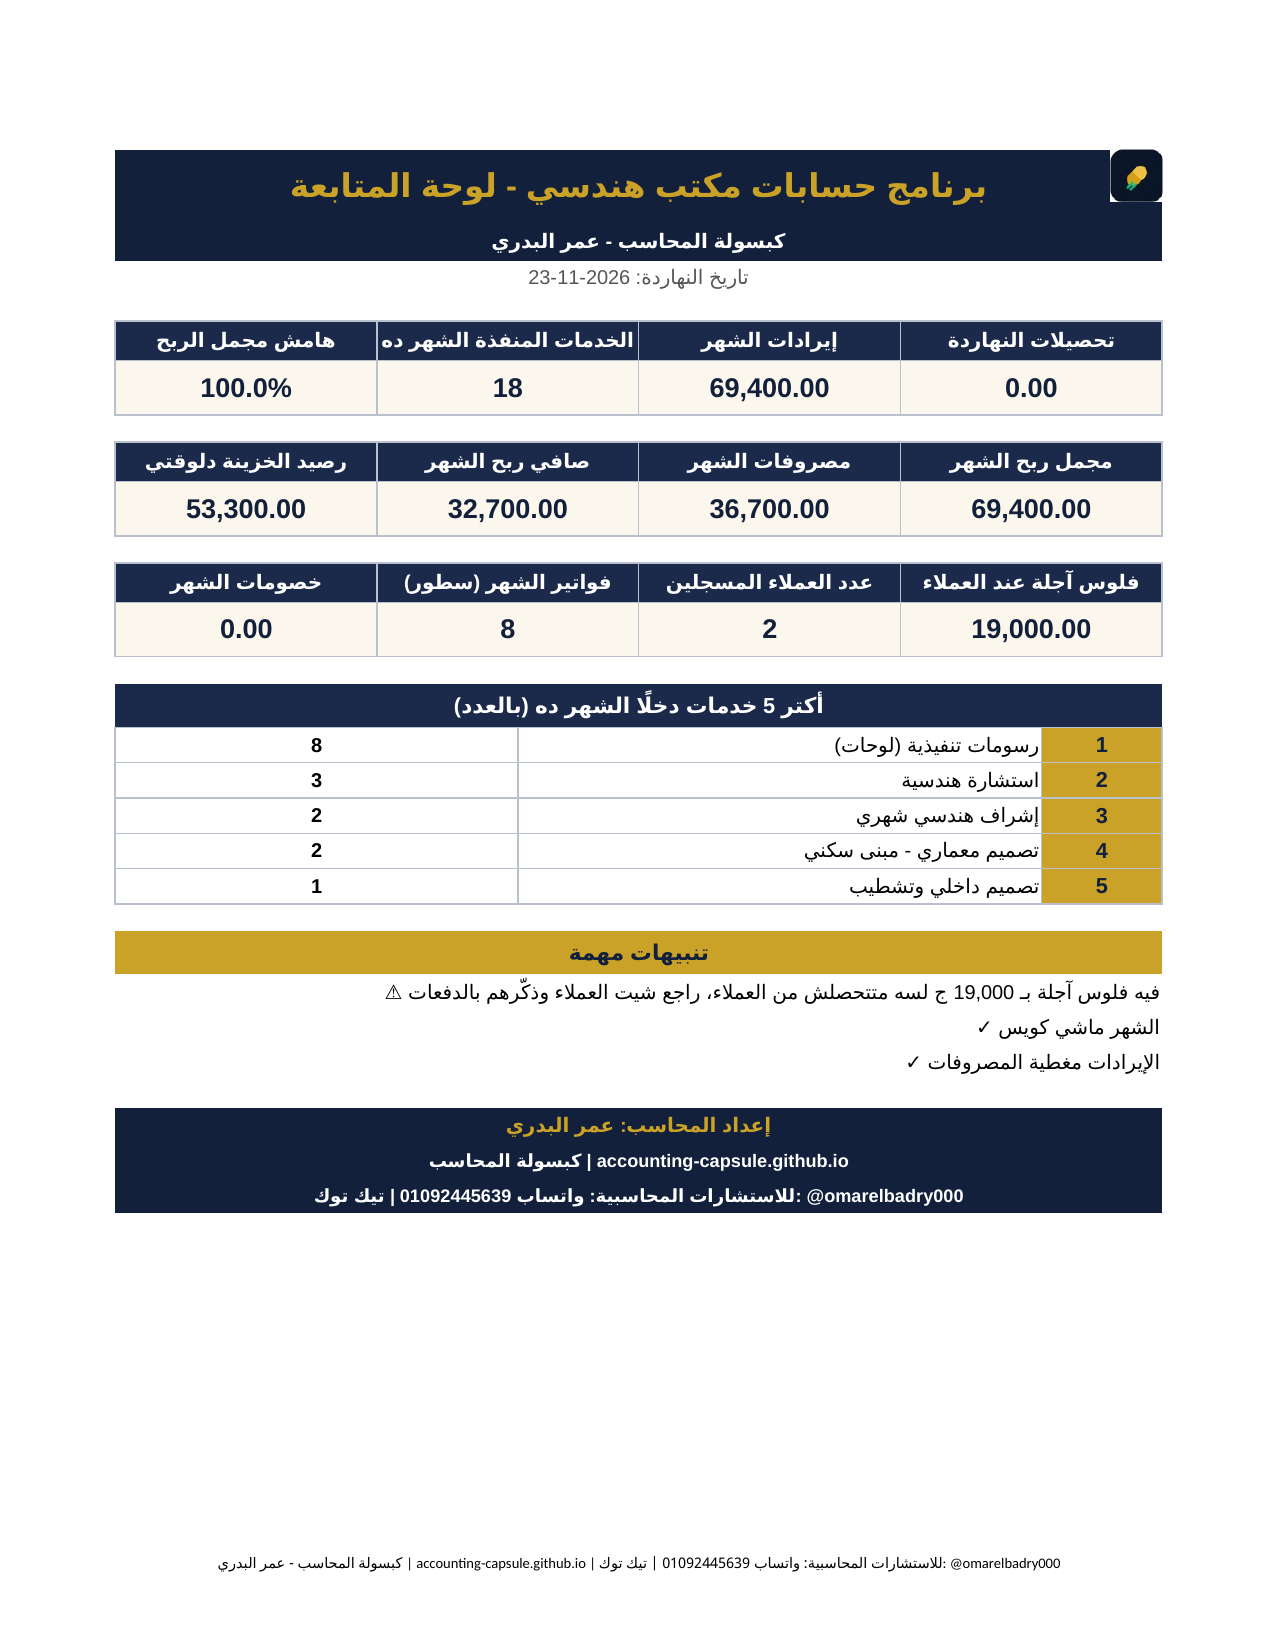 برنامج حسابات مكتب هندسي - لوحة المتابعة
كبسولة المحاسب - عمر البدري
تاريخ النهاردة: 2026-11-23
تحصيلات النهاردة إيرادات الشهر الخدمات المنفذة الشهر ده هامش مجمل الربح
0.00 69,400.00 18 100.0%
مجمل ربح الشهر مصروفات الشهر صافي ربح الشهر رصيد الخزينة دلوقتي
69,400.00 36,700.00 32,700.00 53,300.00
فلوس آجلة عند العملاء عدد العملاء المسجلين فواتير الشهر (سطور) خصومات الشهر
19,000.00 2 8 0.00
أكتر 5 خدمات دخلًا الشهر ده (بالعدد)
1 رسومات تنفيذية (لوحات) 8
2 استشارة هندسية 3
3 إشراف هندسي شهري 2
4 تصميم معماري - مبنى سكني 2
5 تصميم داخلي وتشطيب 1
تنبيهات مهمة
فيه فلوس آجلة بـ 19,000 ج لسه متتحصلش من العملاء، راجع شيت العملاء وذكّرهم بالدفعات ⚠
الشهر ماشي كويس ✓
الإيرادات مغطية المصروفات ✓
إعداد المحاسب: عمر البدري
كبسولة المحاسب | accounting-capsule.github.io
للاستشارات المحاسبية: واتساب 01092445639 | تيك توك: @omarelbadry000
كبسولة المحاسب - عمر البدري | accounting-capsule.github.io | للاستشارات المحاسبية: واتساب 01092445639 | تيك توك: @omarelbadry000